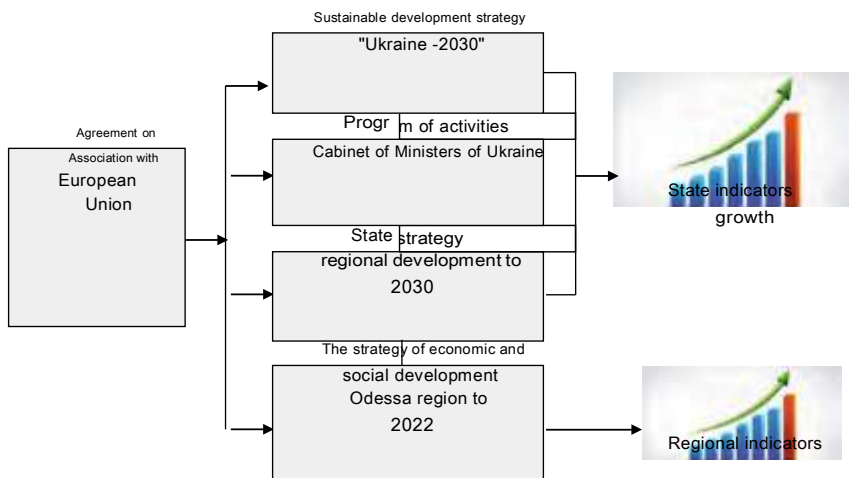 Agreement on
Association with
European
Union
Sustainable development strategy
"Ukraine -2030"
Progr m of activities
Cabinet of Ministers of Ukraine
State strategy
regional development to
2030
The strategy of economic and
social development
Odessa region to
2022
State indicators
growth
Regional indicators